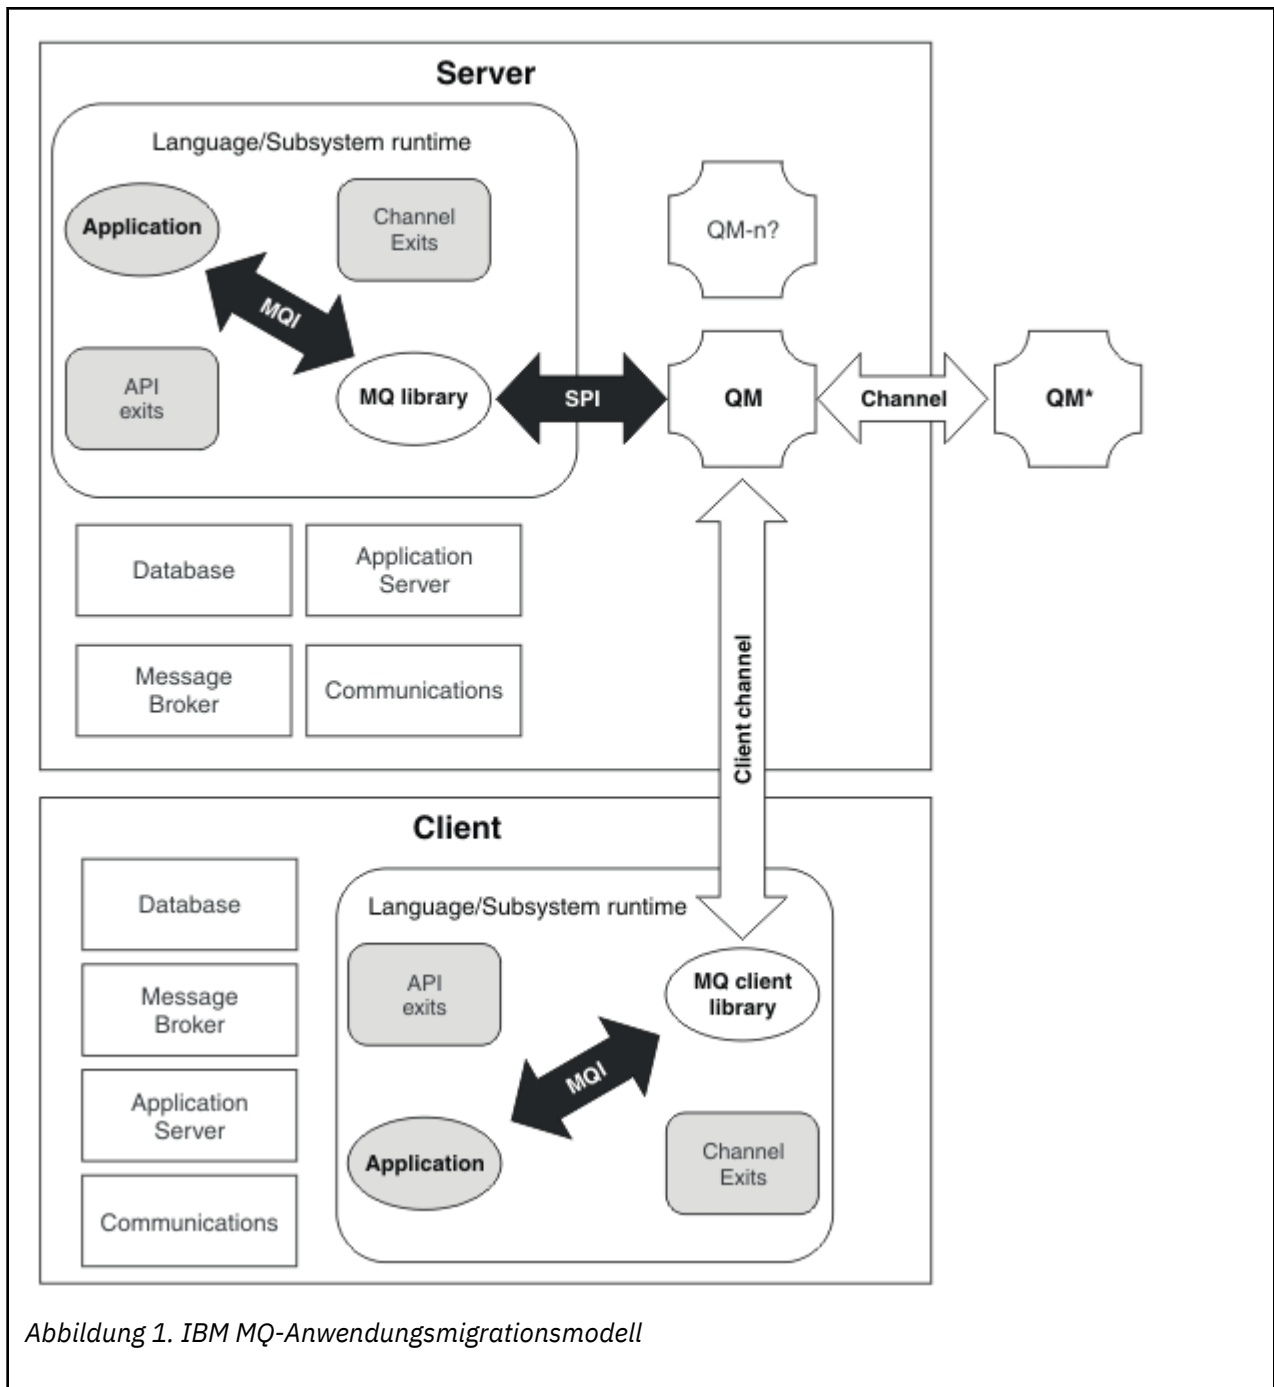 Server
Language/Subsystem runtime
Application
Channel
Exits
MQI
API
exits
MQ library
SPI
QM-n?
QM
Channel
QM*
Database
Application
Server
Message
Broker
Communications
Client channel
Client
Database
Message
Broker
Application
Server
Communications
Language/Subsystem runtime
API
exits
MQ client
library
MQI
Application
Channel
Exits
Abbildung 1. IBM MQ-Anwendungsmigrationsmodell